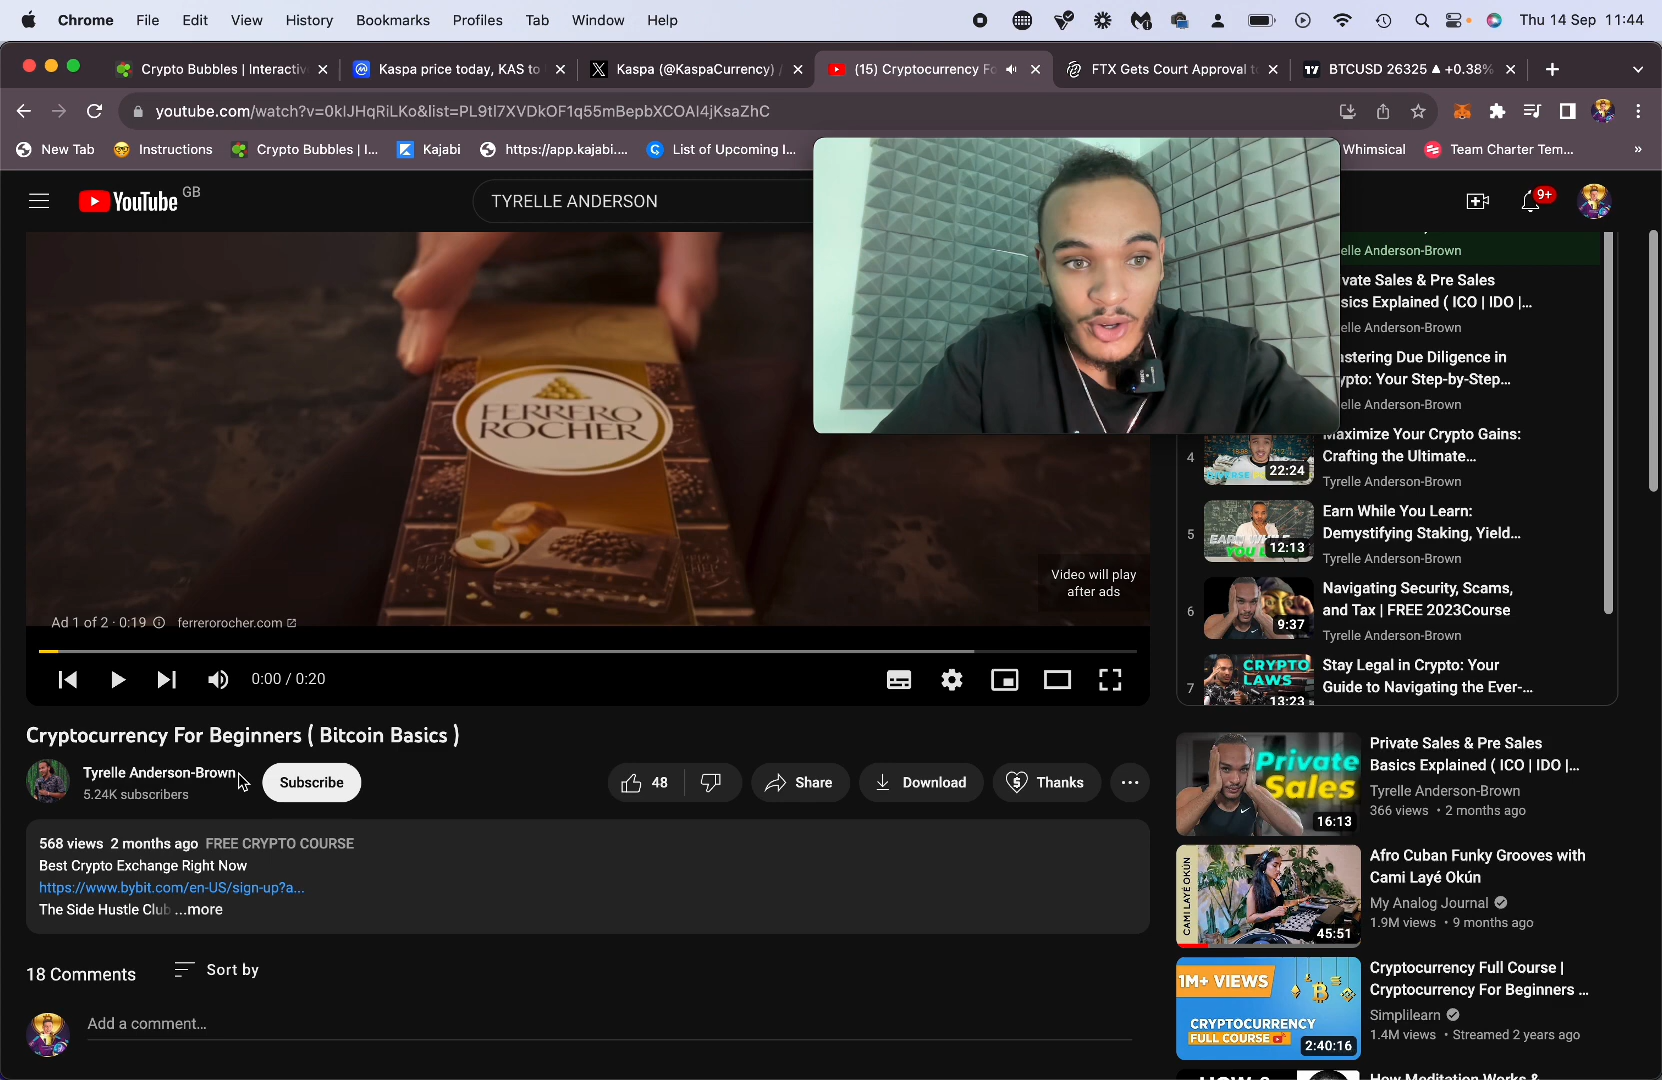 Chrome File Edit View History Bookmarks Profiles Tab Window Help Thu 14 Sep 11:44
Crypto Bubbles | Interactiv Kaspa price today, KAS to Kaspa (@KaspaCurrency) / (15) Cryptocurrency Fo FTX Gets Court Approval t BTCUSD 26325 ▲ +0.38%
youtube.com/watch?v=0klJHqRiLKo&list=PL9tl7XVDkOF1q55mBepbXCOAI4jKsaZhC
New Tab Instructions Crypto Bubbles | I... Kajabi https://app.kajabi.... List of Upcoming I... Whimsical Team Charter Tem... »
YouTube GB
TYRELLE ANDERSON
9+
FERRERO
ROCHER
Video will play
after ads
Ad 1 of 2 · 0:19 ferrerorocher.com
0:00 / 0:20
Cryptocurrency For Beginners ( Bitcoin Basics )
Tyrelle Anderson-Brown
5.24K subscribers
Subscribe
48
Share
Download
Thanks
568 views 2 months ago FREE CRYPTO COURSE
Best Crypto Exchange Right Now
https://www.bybit.com/en-US/sign-up?a...
The Side Hustle Club ...more
18 Comments Sort by
Add a comment...
elle Anderson-Brown
vate Sales & Pre Sales
sics Explained ( ICO | IDO |...
elle Anderson-Brown
stering Due Diligence in
ypto: Your Step-by-Step...
elle Anderson-Brown
4
22:24
Maximize Your Crypto Gains:
Crafting the Ultimate...
Tyrelle Anderson-Brown
5
YOU
12:13
Earn While You Learn:
Demystifying Staking, Yield...
Tyrelle Anderson-Brown
6
9:37
Navigating Security, Scams,
and Tax | FREE 2023Course
Tyrelle Anderson-Brown
7
CRYPTO
LAWS
13:23
Stay Legal in Crypto: Your
Guide to Navigating the Ever-...
Private
Sales
16:13
Private Sales & Pre Sales
Basics Explained ( ICO | IDO |...
Tyrelle Anderson-Brown
366 views • 2 months ago
CAMI LAYÉ OKÚN
45:51
Afro Cuban Funky Grooves with
Cami Layé Okún
My Analog Journal
1.9M views • 9 months ago
1M+ VIEWS
CRYPTOCURRENCY
FULL COURSE
2:40:16
Cryptocurrency Full Course |
Cryptocurrency For Beginners ...
Simplilearn
1.4M views • Streamed 2 years ago
How Meditation Works &